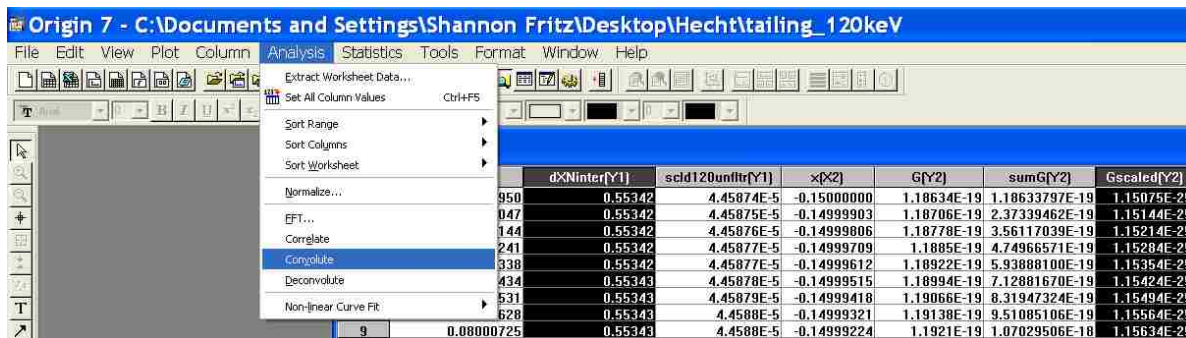 Origin 7 - C:\Documents and Settings\Shannon Fritz\Desktop\Hecht\tailing_120keV
File Edit View Plot Column Analysis Statistics Tools Format Window Help
Extract Worksheet Data...
Set All Column Values Ctrl+F5
Sort Range
Sort Columns
Sort Worksheet
Normalize...
FFT...
Correlate
Convolute
Deconvolute
Non-linear Curve Fit
dXNinter(Y1) scld120unfltr(Y1) x(X2) G(Y2) sumG(Y2) Gscaled(Y2)
950 0.55342 4.45874E-5 -0.15000000 1.18634E-19 1.18633797E-19 1.15075E-25
047 0.55342 4.45875E-5 -0.14999903 1.18706E-19 2.37339462E-19 1.15144E-25
144 0.55342 4.45876E-5 -0.14999806 1.18778E-19 3.56117039E-19 1.15214E-25
241 0.55342 4.45877E-5 -0.14999709 1.1885E-19 4.74966571E-19 1.15284E-25
338 0.55342 4.45877E-5 -0.14999612 1.18922E-19 5.93888100E-19 1.15354E-25
434 0.55343 4.45878E-5 -0.14999515 1.18994E-19 7.12881670E-19 1.15424E-25
531 0.55343 4.45879E-5 -0.14999418 1.19066E-19 8.31947324E-19 1.15494E-25
628 0.55343 4.4588E-5 -0.14999321 1.19138E-19 9.51085106E-19 1.15564E-25
9 0.08000725 0.55343 4.4588E-5 -0.14999224 1.1921E-19 1.07029506E-18 1.15634E-25